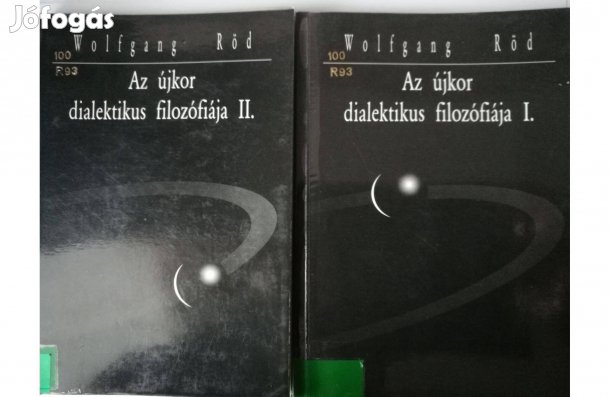 Jófogás
Wolfgang Röd
100
R93
Az újkor
dialektikus filozófiája II.
Wolfgang Röd
100
R93
Az újkor
dialektikus filozófiája I.